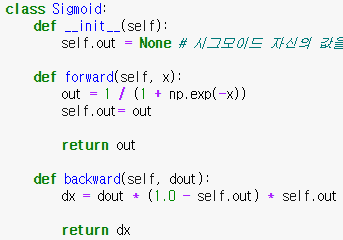 class Sigmoid:
    def __init__(self):
        self.out = None # 시그모이드 자신의 값을
    def forward(self, x):
        out = 1 / (1 + np.exp(-x))
        self.out= out
        return out
    def backward(self, dout):
        dx = dout * (1.0 - self.out) * self.out
        return dx